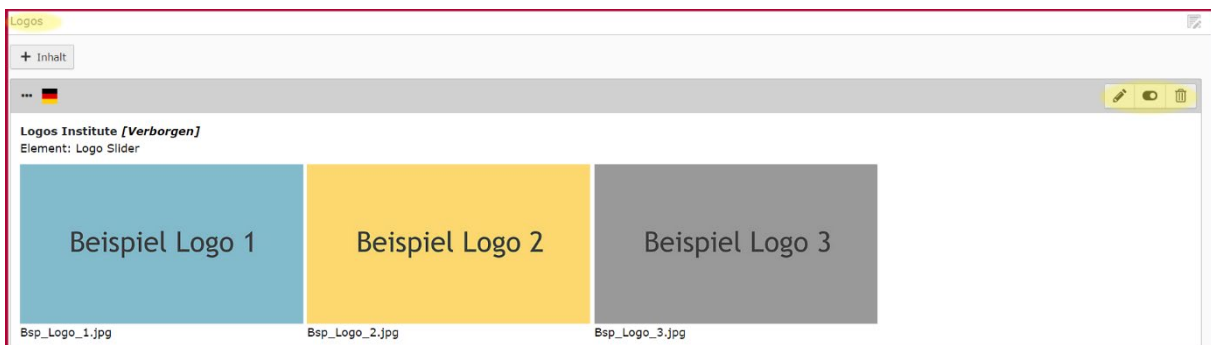 Logos
+ Inhalt
Logos Institute [Verborgen]
Element: Logo Slider
Beispiel Logo 1
Beispiel Logo 2
Beispiel Logo 3
Bsp_Logo_1.jpg
Bsp_Logo_2.jpg
Bsp_Logo_3.jpg